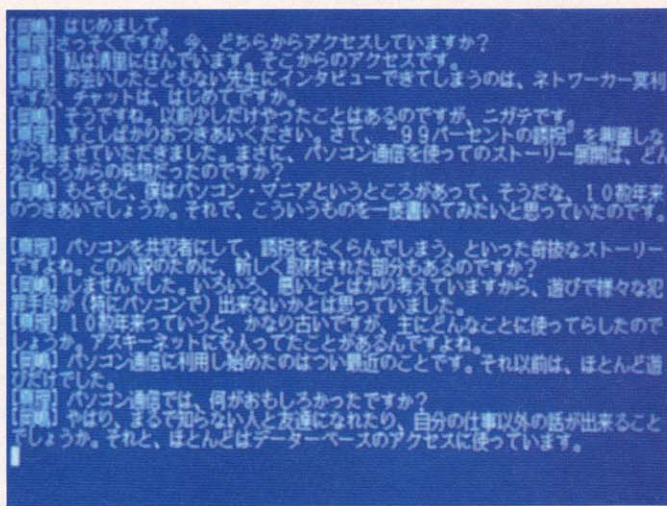 【岡嶋】はじめまして。
さっそくですが、今、どちらからアクセスしていますか？
【岡嶋】私は清里に住んでいます。そこからのアクセスです。
お会いしたこともない先生にインタビューできてしまうのは、ネットワーカー冥利
ですが、チャットは、はじめてですか。
【岡嶋】そうですね。以前少しだけやったことはあるのですが、ニガテです。
すこしばかりおつきあいください。さて、"99パーセントの誘拐"を興奮しな
がら読ませていただきました。まさに、パソコン通信を使ってのストーリー展開は、どん
なところからの発想だったのですか？
【岡嶋】もともと、僕はパソコン・マニアというところがあって、そうだな、10数年来
のつきあいでしょうか。それで、こういうものを一度書いてみたいと思っていたのです。
パソコンを共犯者にして、誘拐をたくらんでしまう、といった奇抜なストーリー
ですよね。この小説のために、新しく取材された部分もあるのですか？
【岡嶋】しませんでした。いろいろ、悪いことばかり考えていますから、遊びで様々な犯
罪手段が（特にパソコンで）出来ないかとは思っていました。
10数年来っていうと、かなり古いですが、主にどんなことに使ってらしたので
しょうか。アスキーネットにも入ってたことがあるんですよね。
【岡嶋】パソコン通信に利用し始めたのはつい最近のことです。それ以前は、ほとんど遊
びだけでした。
パソコン通信では、何がおもしろかったですか？
【岡嶋】やはり、まるで知らない人と友達になれたり、自分の仕事以外の話が出来ること
でしょうか。それと、ほとんどはデーターベースのアクセスに使っています。